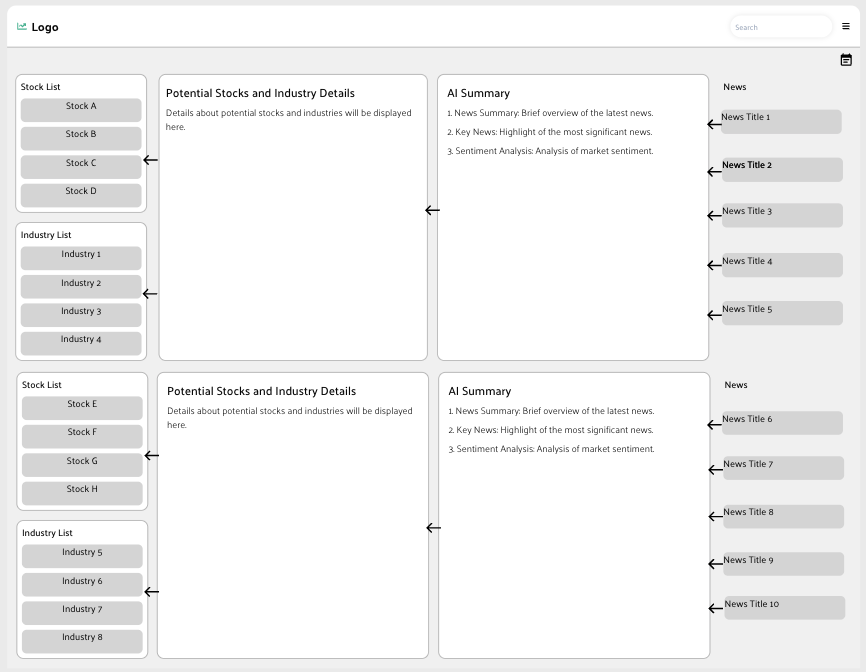 Logo
Search
Stock List
Stock A
Stock B
Stock C
Stock D
Industry List
Industry 1
Industry 2
Industry 3
Industry 4
Potential Stocks and Industry Details
Details about potential stocks and industries will be displayed
here.
AI Summary
1. News Summary: Brief overview of the latest news.
2. Key News: Highlight of the most significant news.
3. Sentiment Analysis: Analysis of market sentiment.
News
News Title 1
News Title 2
News Title 3
News Title 4
News Title 5
Stock List
Stock E
Stock F
Stock G
Stock H
Industry List
Industry 5
Industry 6
Industry 7
Industry 8
Potential Stocks and Industry Details
Details about potential stocks and industries will be displayed
here.
AI Summary
1. News Summary: Brief overview of the latest news.
2. Key News: Highlight of the most significant news.
3. Sentiment Analysis: Analysis of market sentiment.
News
News Title 6
News Title 7
News Title 8
News Title 9
News Title 10